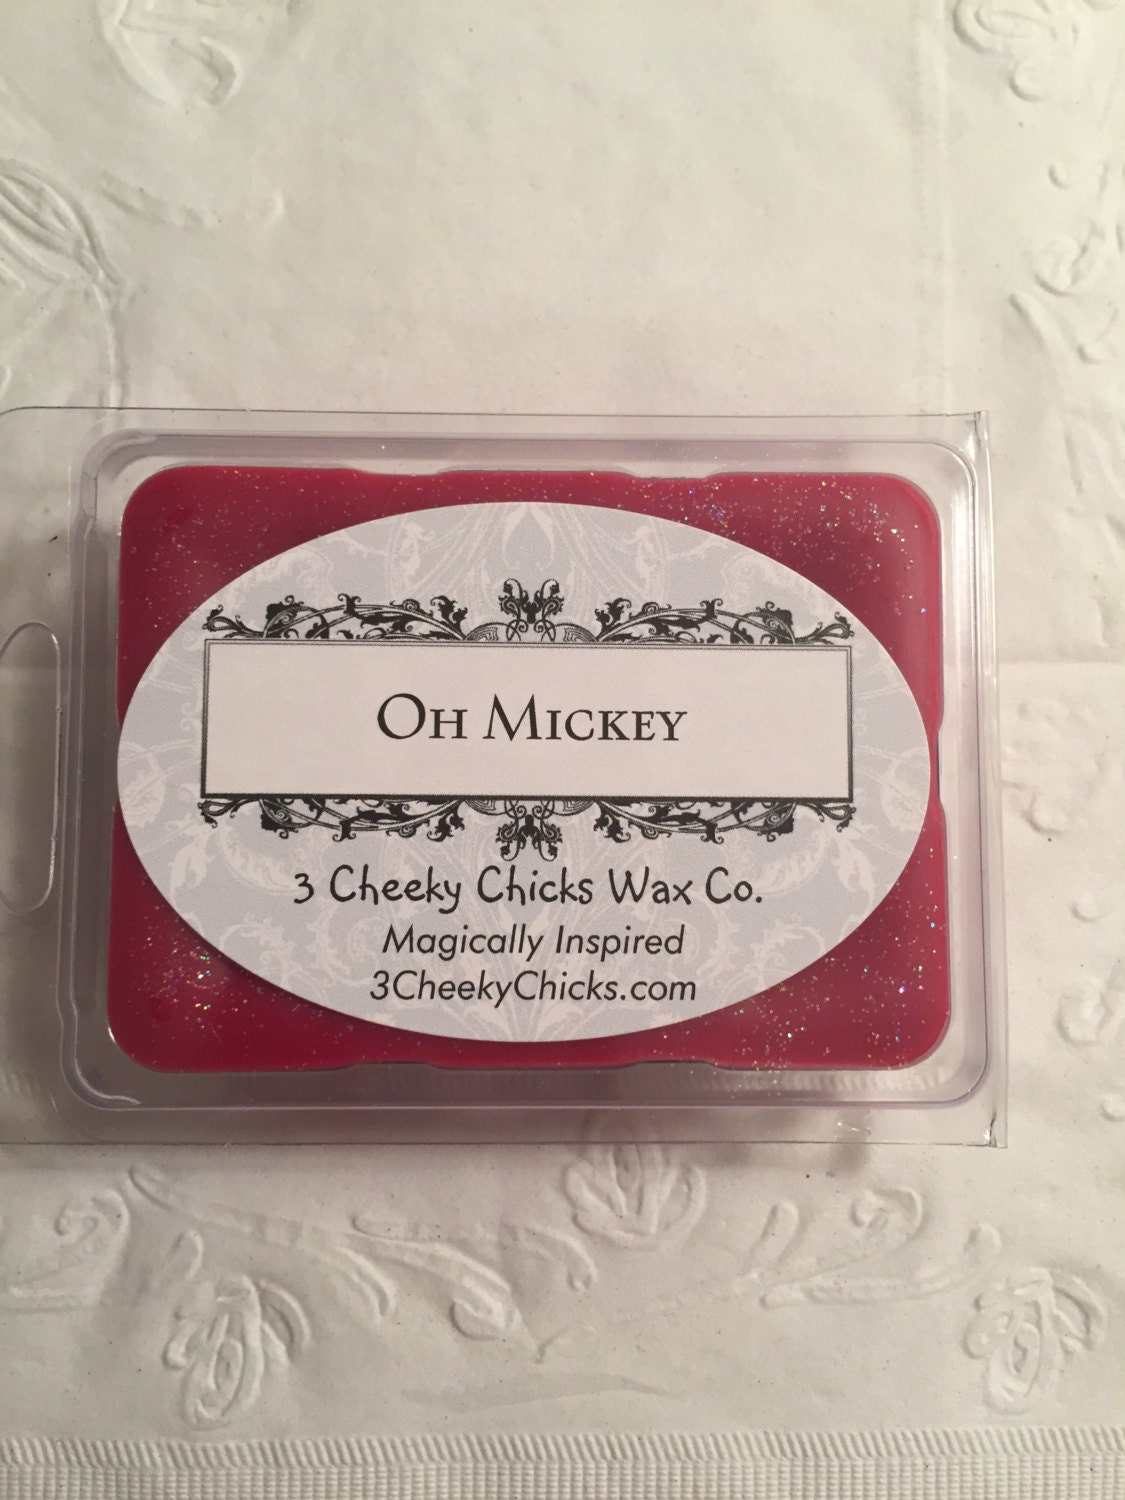 Oh Mickey
3 Cheeky Chicks Wax Co.
Magically Inspired
3CheekyChicks.com